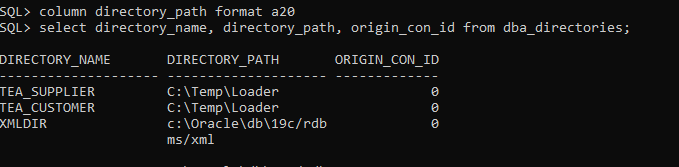 SQL> column directory_path format a20
SQL> select directory_name, directory_path, origin_con_id from dba_directories;
DIRECTORY_NAME DIRECTORY_PATH ORIGIN_CON_ID
-------------------- -------------------- -------------
TEA_SUPPLIER C:\Temp\Loader 0
TEA_CUSTOMER C:\Temp\Loader 0
XMLDIR c:\Oracle\db\19c/rdb 0
ms/xml